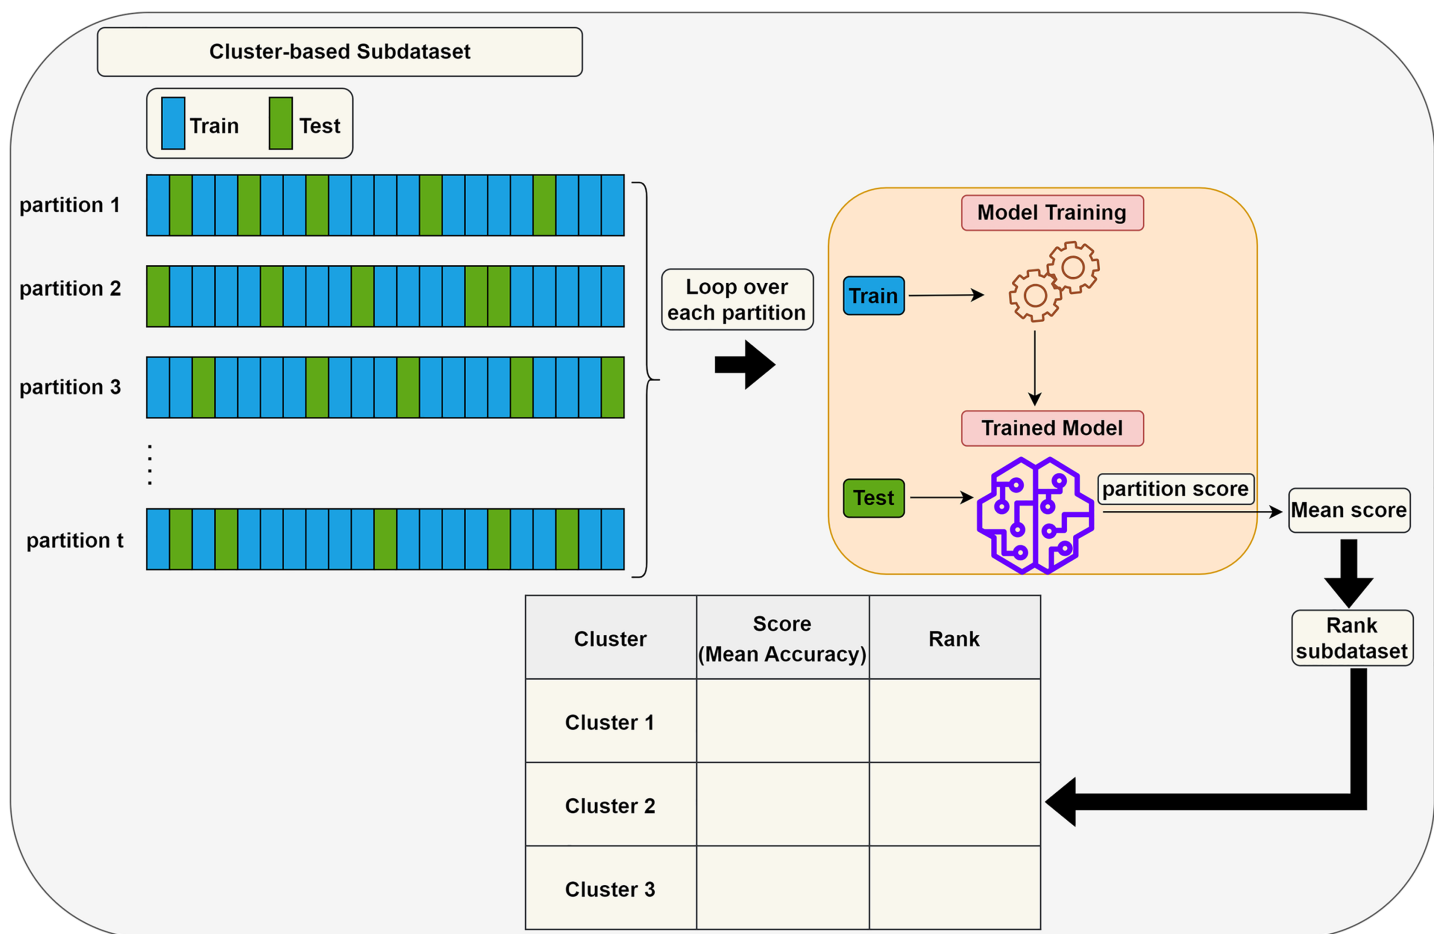 Cluster-based Subdataset
Train
Test
partition 1
partition 2
partition 3
partition t
Loop over
each partition
Model Training
Train
Trained Model
Test
partition score
Mean score
Rank
subdataset
Cluster
Score
(Mean Accuracy)
Rank
Cluster 1
Cluster 2
Cluster 3